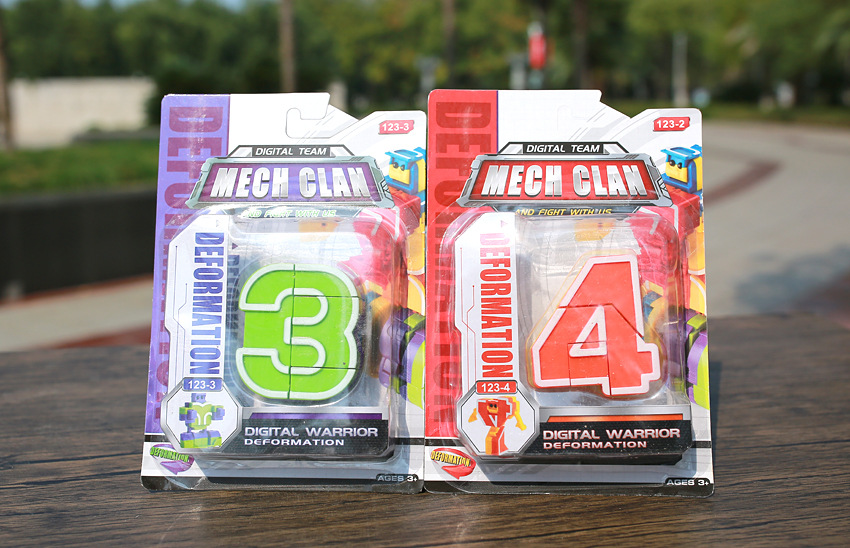 DEFORMATION
123-3
DIGITAL TEAM
MECH CLAN
AND FIGHT WITH US
DEFORMATION
3
123-3
DIGITAL WARRIOR
DEFORMATION
DEFORMATION
AGES 3+
DEFORMATION
123-2
DIGITAL TEAM
MECH CLAN
AND FIGHT WITH US
DEFORMATION
4
123-4
DIGITAL WARRIOR
DEFORMATION
DEFORMATION
AGES 3+